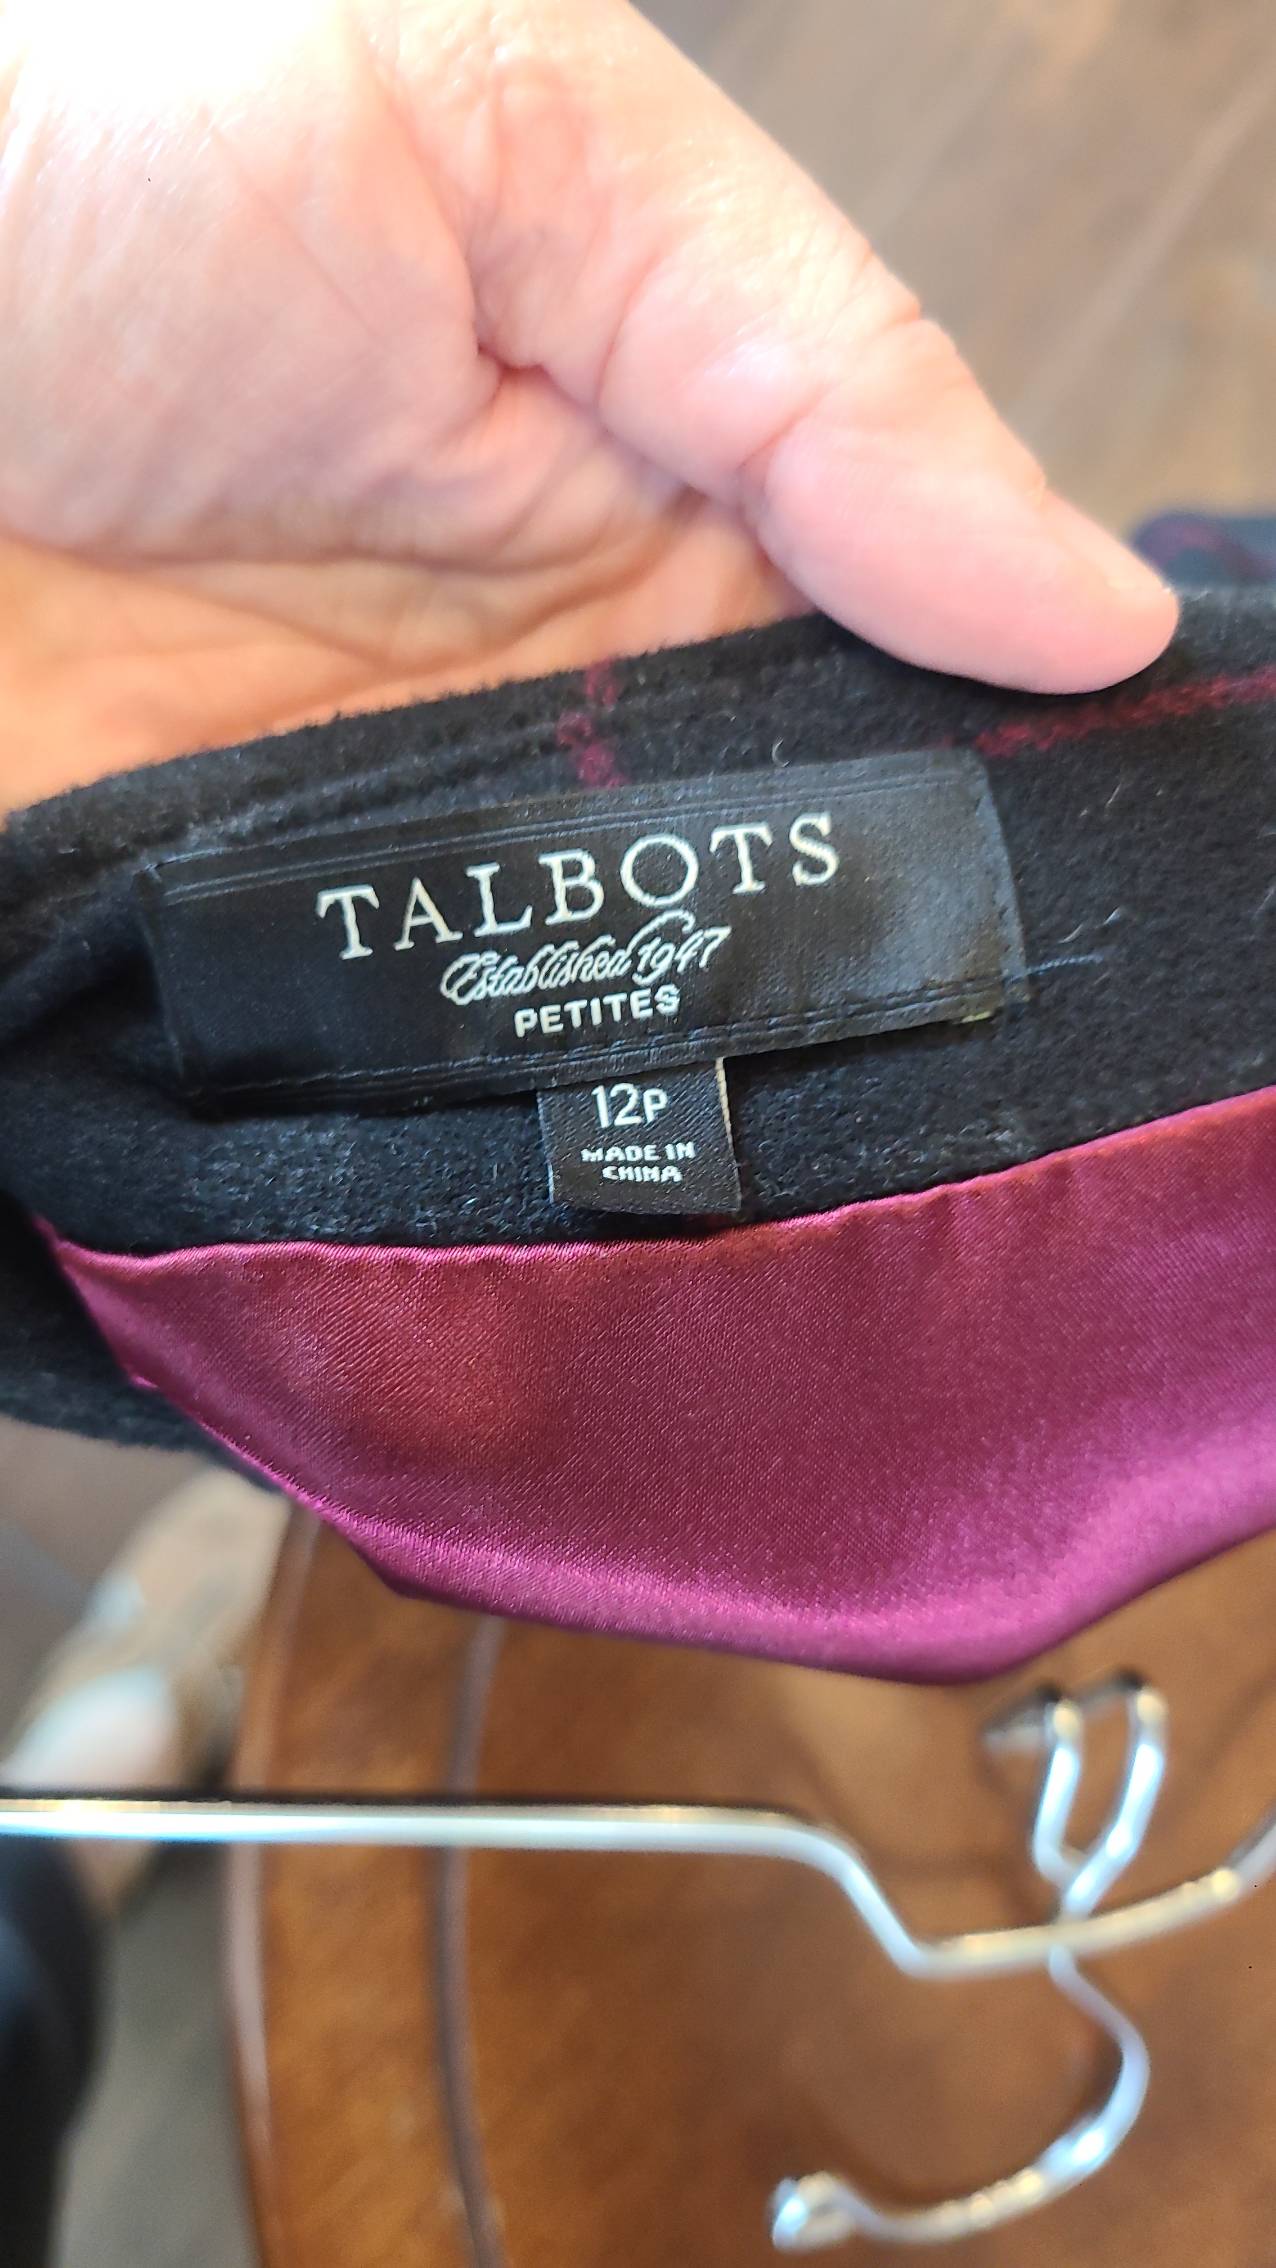 TALBOTS
Established 1947
PETITES
12P
MADE IN
CHINA